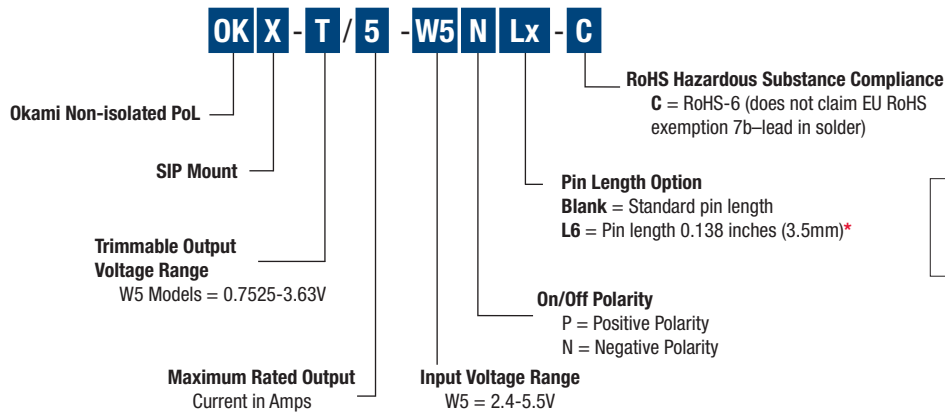 OK X - T / 5 - W5 N Lx - C
RoHS Hazardous Substance Compliance
C = RoHS-6 (does not claim EU RoHS
exemption 7b–lead in solder)
Okami Non-isolated PoL
SIP Mount
Pin Length Option
Blank = Standard pin length
L6 = Pin length 0.138 inches (3.5mm)*
Trimmable Output
Voltage Range
W5 Models = 0.7525-3.63V
On/Off Polarity
P = Positive Polarity
N = Negative Polarity
Maximum Rated Output
Current in Amps
Input Voltage Range
W5 = 2.4-5.5V